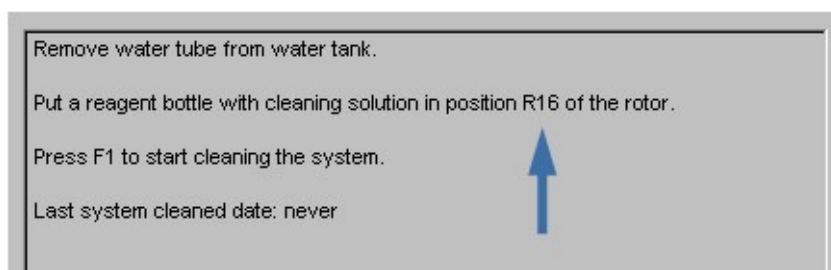 Remove water tube from water tank.
Put a reagent bottle with cleaning solution in position R16 of the rotor.
Press F1 to start cleaning the system.
Last system cleaned date: never